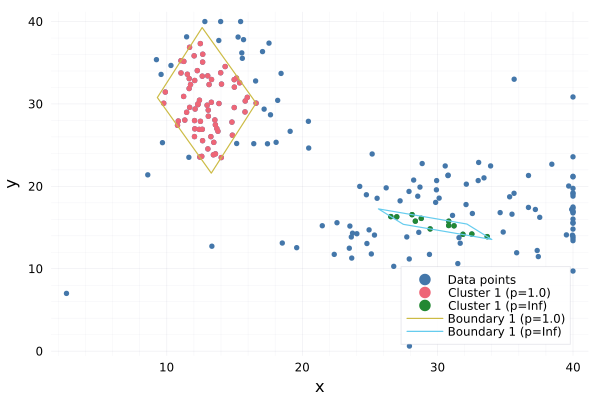 40
30
20
10
0
y
10
20
30
40
x
Data points
Cluster 1 (p=1.0)
Cluster 1 (p=Inf)
Boundary 1 (p=1.0)
Boundary 1 (p=Inf)